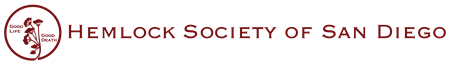 GOOD
LIFE
GOOD
DEATH
HEMLOCK SOCIETY OF SAN DIEGO